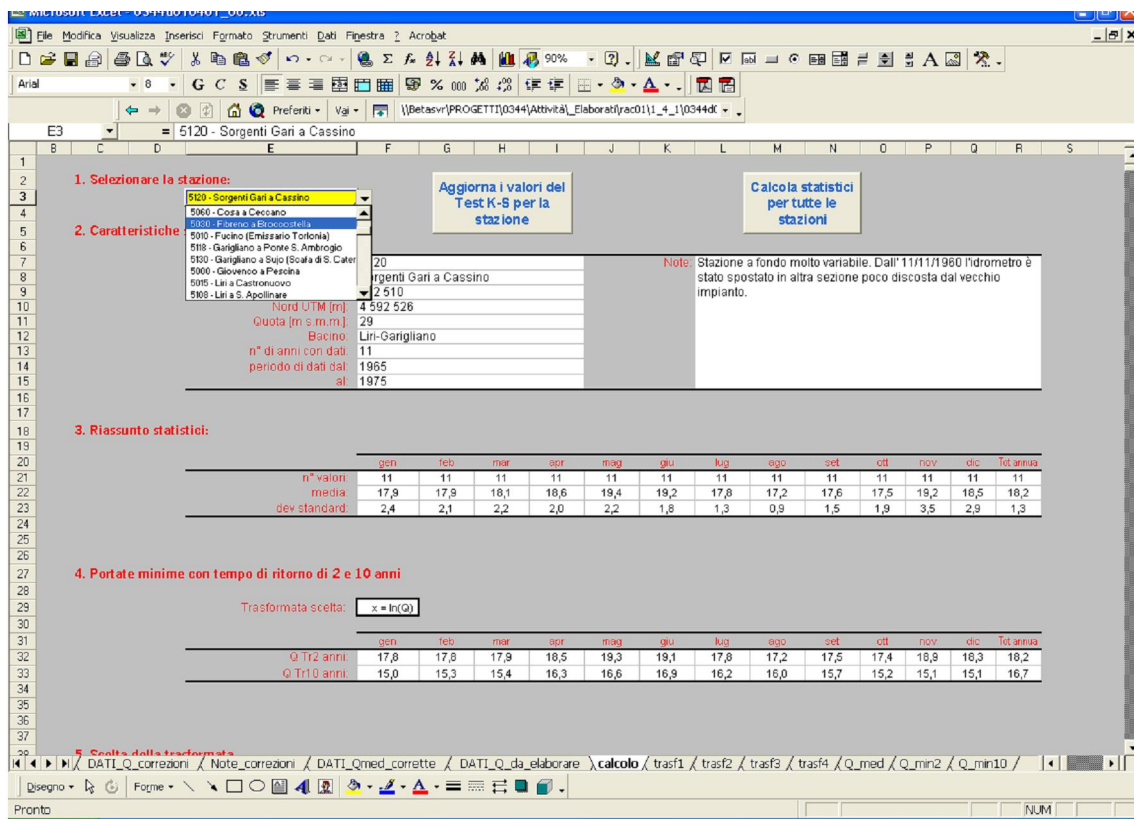 Microsoft Excel - 0344d010401_00.xls
File Modifica Visualizza Inserisci Formato Strumenti Dati Finestra ? Acrobat
90%
Arial 8 G C S % 000
Preferiti Vai \\Betasvr\PROGETTI\0344\Attività\_Elaborati\rac01\1_4_1\0344d
E3 = 5120 - Sorgenti Gari a Cassino
B C D E F G H I J K L M N O P Q R S
1. Selezionare la stazione:
5120 - Sorgenti Gari a Cassino
5060 - Cosa a Ceccano
5030 - Fibreno a Broccostella
5010 - Fucino (Emissario Torlonia)
5118 - Garigliano a Ponte S. Ambrogio
5130 - Garigliano a Sujo (Scafa di S. Cater
5000 - Giovenco a Pescina
5015 - Liri a Castronuovo
5108 - Liri a S. Apollinare
Aggiorna i valori del
Test K-S per la
stazione
Calcola statistici
per tutte le
stazioni
2. Caratteristiche
20
orgenti Gari a Cassino
2 510
Nord UTM [m]: 4 592 526
Quota [m s.m.m.]: 29
Bacino: Liri-Garigliano
n° di anni con dati: 11
periodo di dati dal: 1965
al: 1975
Note: Stazione a fondo molto variabile. Dall' 11/11/1960 l'idrometro è
stato spostato in altra sezione poco discosta dal vecchio
impianto.
3. Riassunto statistici:
gen feb mar apr mag giu lug ago set ott nov dic Tot annua
n° valori: 11 11 11 11 11 11 11 11 11 11 11 11 11
media: 17,9 17,9 18,1 18,6 19,4 19,2 17,8 17,2 17,6 17,5 19,2 18,5 18,2
dev standard: 2,4 2,1 2,2 2,0 2,2 1,8 1,3 0,9 1,5 1,9 3,5 2,9 1,3
4. Portate minime con tempo di ritorno di 2 e 10 anni
Trasformata scelta: x = ln(Q)
gen feb mar apr mag giu lug ago set ott nov dic Tot annua
Q Tr2 anni: 17,8 17,8 17,9 18,5 19,3 19,1 17,8 17,2 17,5 17,4 18,9 18,3 18,2
Q Tr10 anni: 15,0 15,3 15,4 16,3 16,6 16,9 16,2 16,0 15,7 15,2 15,1 15,1 16,7
5. Scelta della trasformata
DATI_Q_correzioni / Note_correzioni / DATI_Qmed_corrette / DATI_Q_da_elaborare \ calcolo / trasf1 / trasf2 / trasf3 / trasf4 / Q_med / Q_min2 / Q_min10 /
Disegno Forme
Pronto NUM